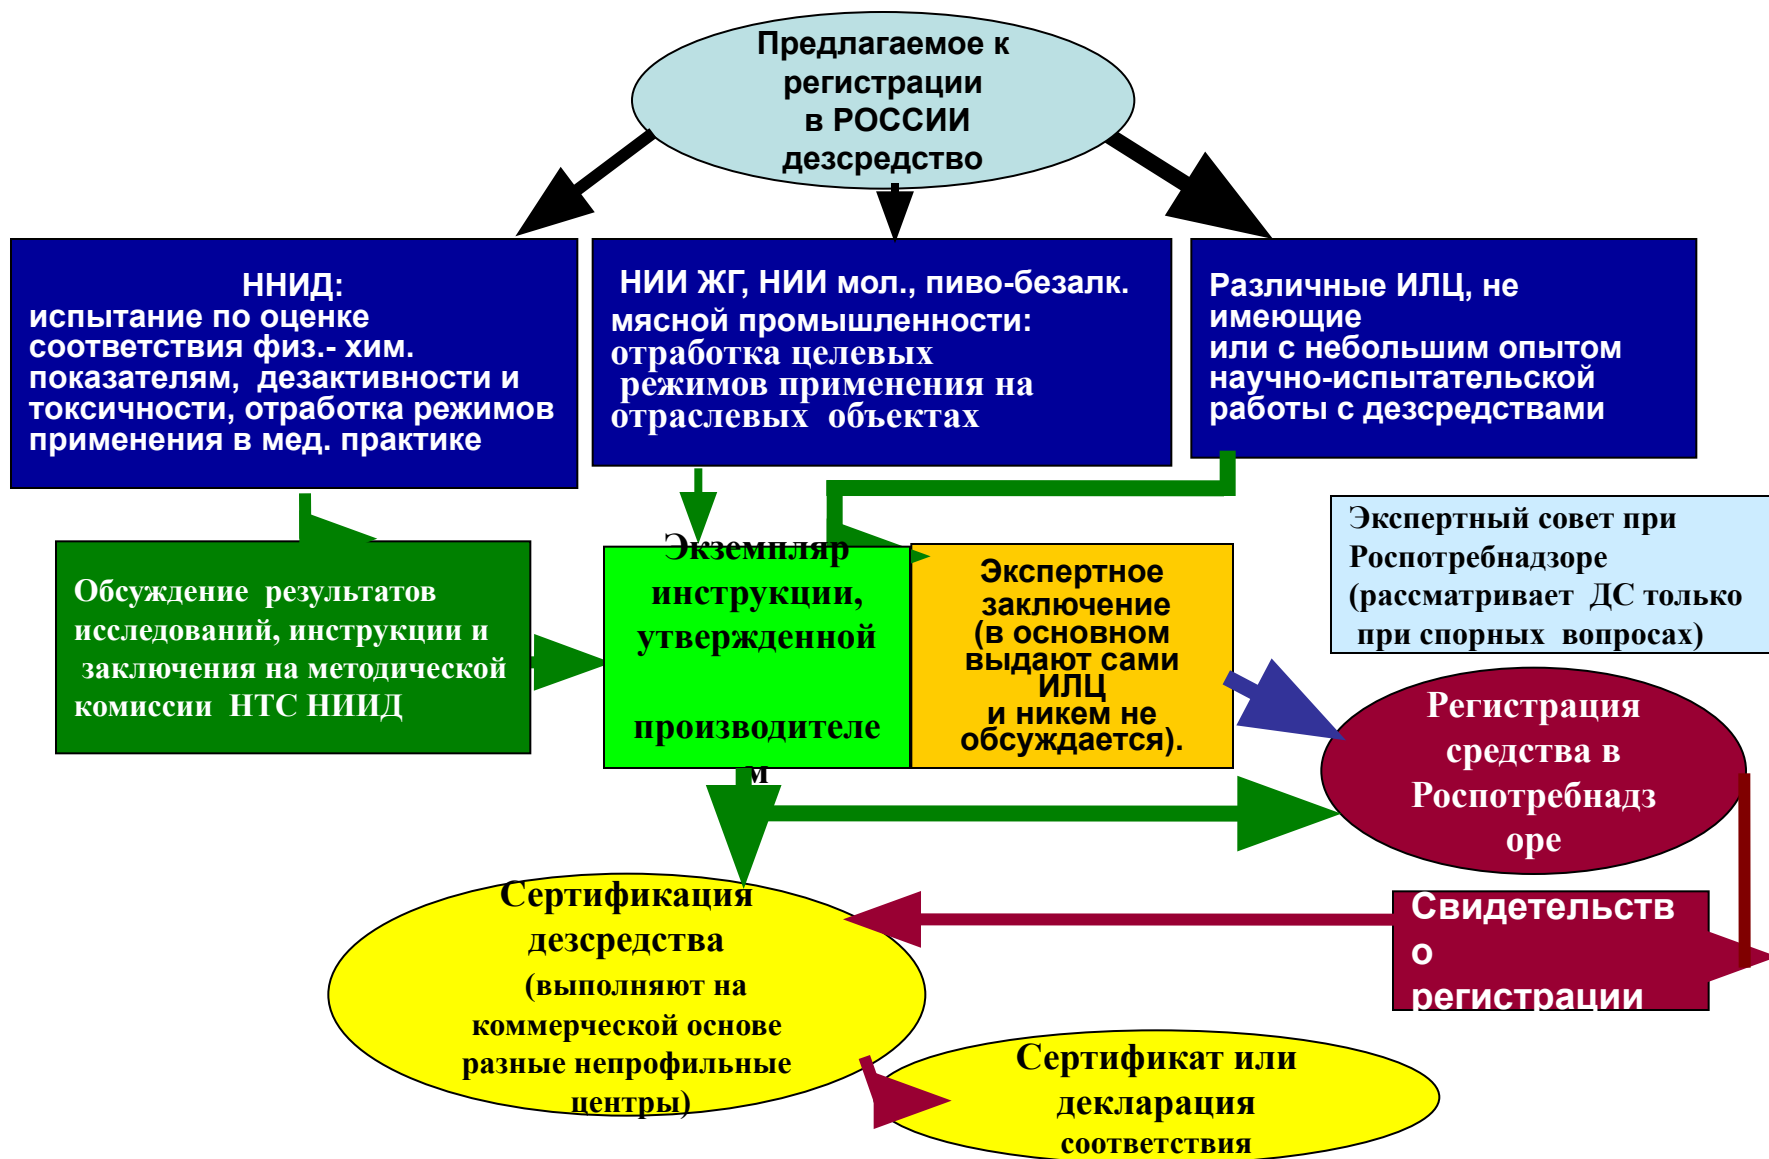 Предлагаемое к
регистрации
в РОССИИ
дезсредство
ННИД:
испытание по оценке
соответствия физ.- хим.
показателям, дезактивности и
токсичности, отработка режимов
применения в мед. практике
НИИ ЖГ, НИИ мол., пиво-безалк.
мясной промышленности:
отработка целевых
режимов применения на
отраслевых объектах
Различные ИЛЦ, не
имеющие
или с небольшим опытом
научно-испытательской
работы с дезсредствами
Обсуждение результатов
исследований, инструкции и
заключения на методической
комиссии НТС НИИД
Экземпляр
инструкции,
утвержденной
производителе
м
Экспертное
заключение
(в основном
выдают сами
ИЛЦ
и никем не
обсуждается).
Экспертный совет при
Роспотребнадзоре
(рассматривает ДС только
при спорных вопросах)
Регистрация
средства в
Роспотребнадз
оре
Свидетельств
о
регистрации
Сертификация
дезсредства
(выполняют на
коммерческой основе
разные непрофильные
центры)
Сертификат или
декларация
соответствия